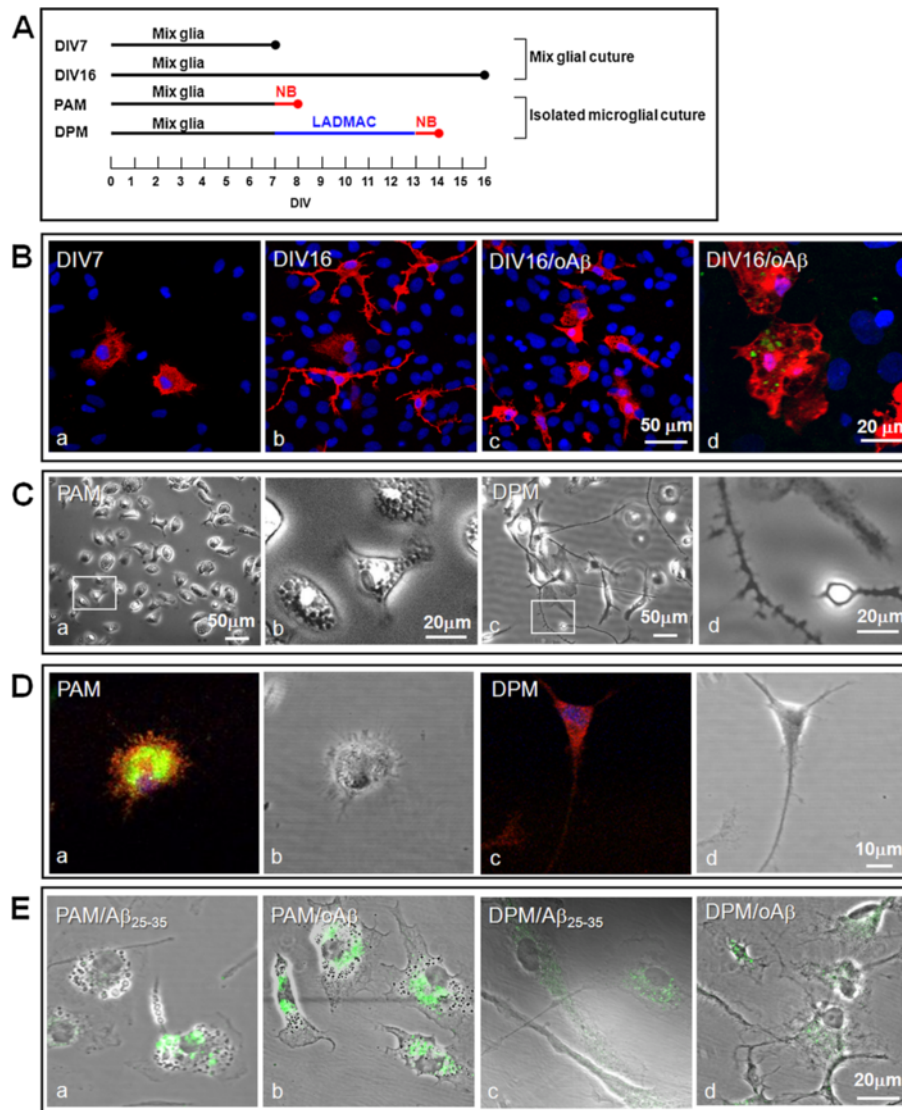 A
Mix glia
DIV7
Mix glia
DIV16
Mix glial cuture
Mix glia
NB
PAM
Mix glia
LADMAC
NB
DPM
Isolated microglial cuture
0 1 2 3 4 5 6 7 8 9 10 11 12 13 14 15 16
DIV
B
DIV7
DIV16
DIV16/oAβ
DIV16/oAβ
a
b
c
50 μm
d
20 μm
C
PAM
DPM
a
50μm
b
20μm
c
50μm
d
20μm
D
PAM
DPM
a
b
c
d
10μm
E
PAM/Aβ25-35
PAM/oAβ
DPM/Aβ25-35
DPM/oAβ
a
b
c
d
20μm